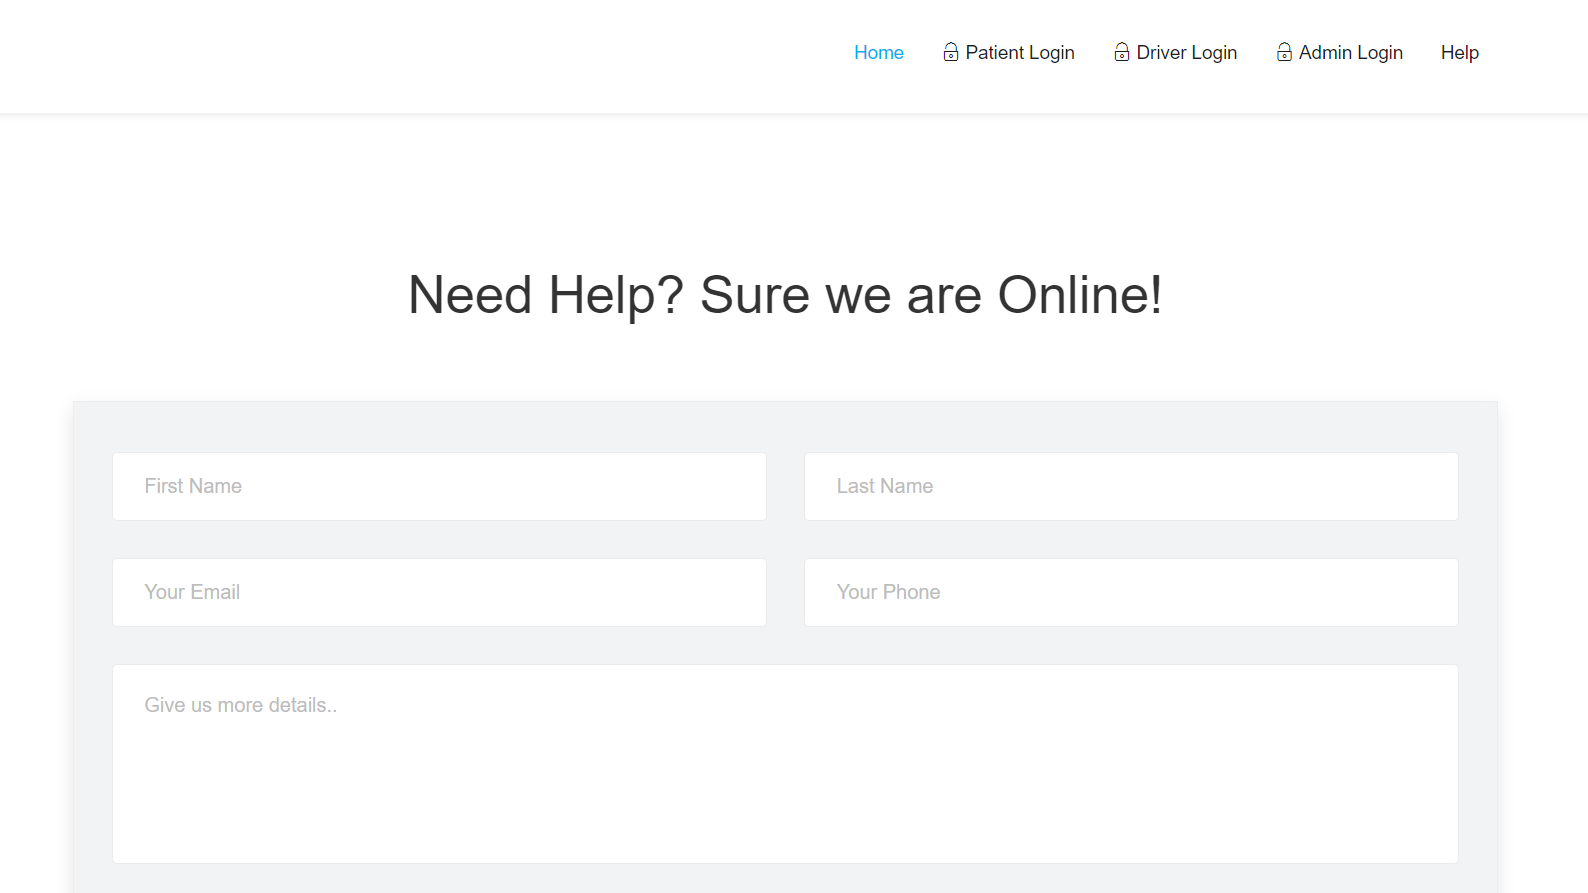 Home Patient Login Driver Login Admin Login Help
Need Help? Sure we are Online!
First Name Last Name
Your Email Your Phone
Give us more details..